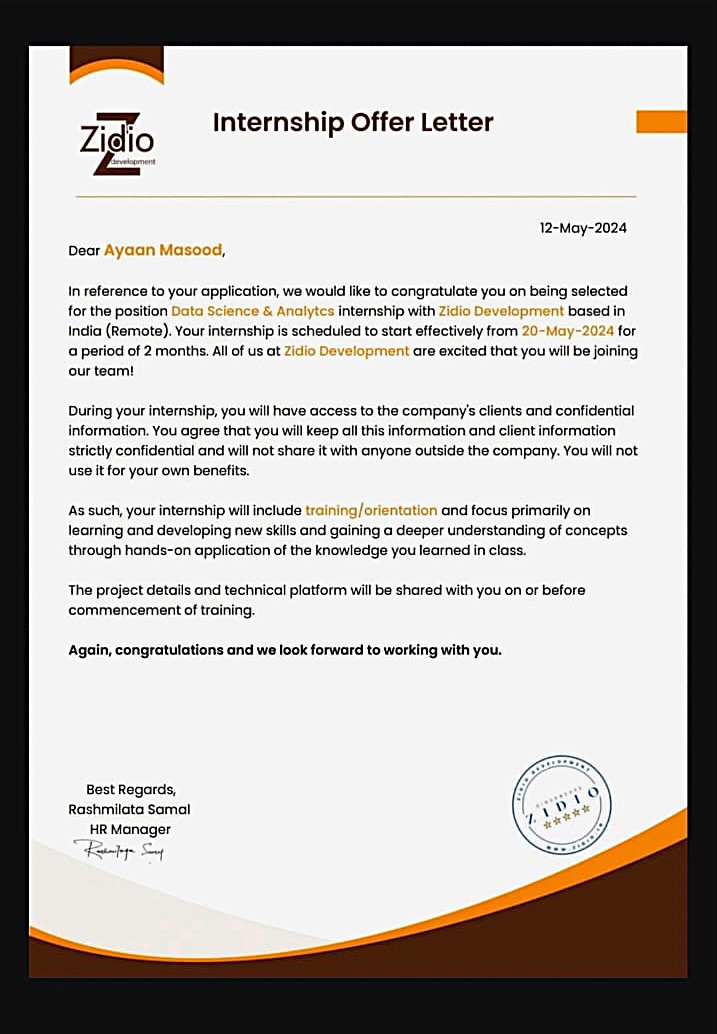 Zidio
development
Internship Offer Letter
12-May-2024
Dear Ayaan Masood,
In reference to your application, we would like to congratulate you on being selected
for the position Data Science & Analytcs internship with Zidio Development based in
India (Remote). Your internship is scheduled to start effectively from 20-May-2024 for
a period of 2 months. All of us at Zidio Development are excited that you will be joining
our team!
During your internship, you will have access to the company's clients and confidential
information. You agree that you will keep all this information and client information
strictly confidential and will not share it with anyone outside the company. You will not
use it for your own benefits.
As such, your internship will include training/orientation and focus primarily on
learning and developing new skills and gaining a deeper understanding of concepts
through hands-on application of the knowledge you learned in class.
The project details and technical platform will be shared with you on or before
commencement of training.
Again, congratulations and we look forward to working with you.
Best Regards,
Rashmilata Samal
HR Manager
ZIDIO DEVELOPMENT
ZIDIO